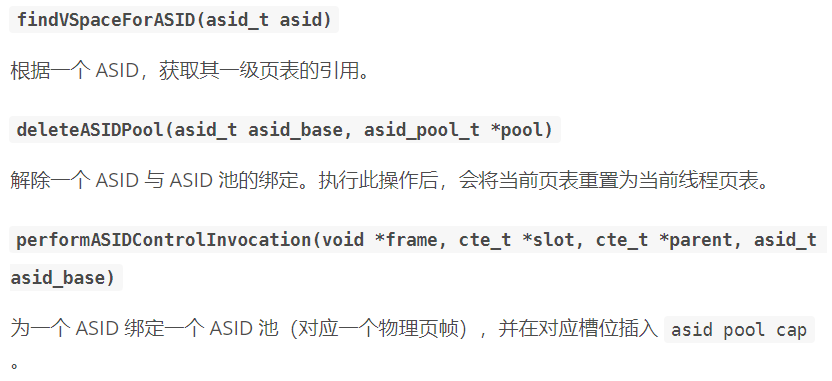 findVSpaceForASID(asid_t asid)
根据一个 ASID，获取其一级页表的引用。
deleteASIDPool(asid_t asid_base, asid_pool_t *pool)
解除一个 ASID 与 ASID 池的绑定。执行此操作后，会将当前页表重置为当前线程页表。
performASIDControlInvocation(void *frame, cte_t *slot, cte_t *parent, asid_t
asid_base)
为一个 ASID 绑定一个 ASID 池（对应一个物理页帧），并在对应槽位插入 asid pool cap
。